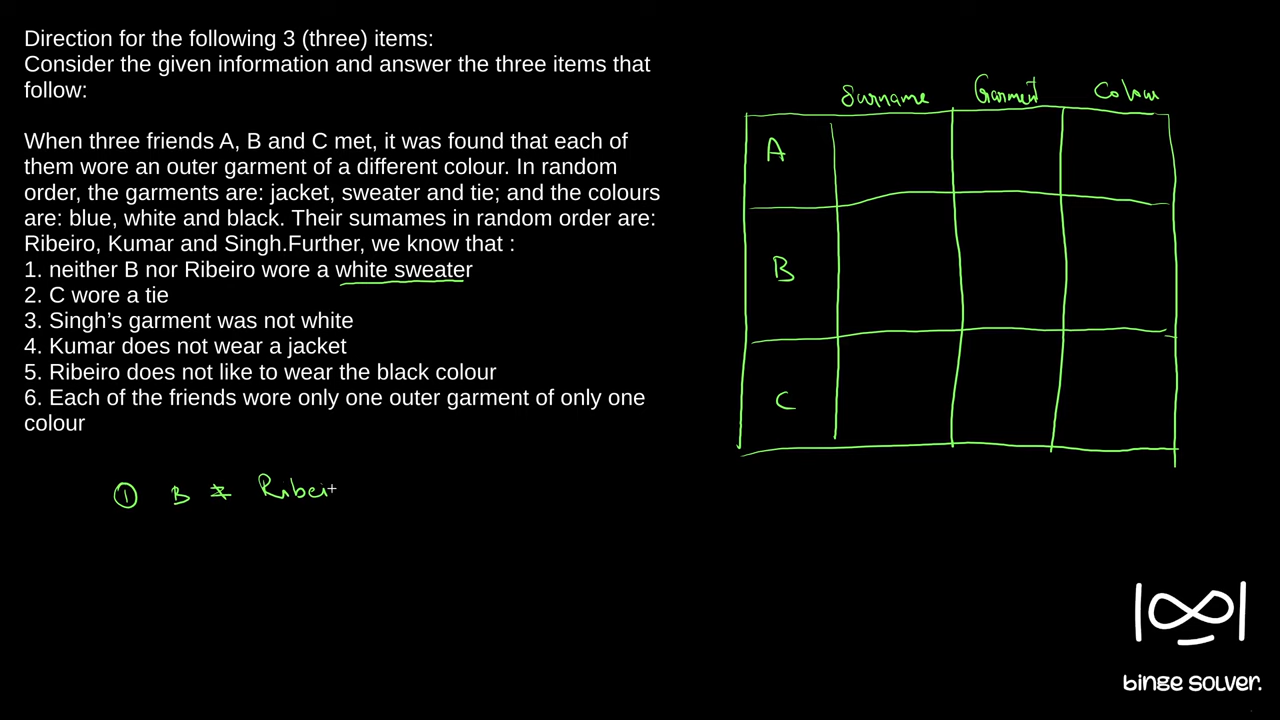 Direction for the following 3 (three) items:
Consider the given information and answer the three items that
follow:
When three friends A, B and C met, it was found that each of
them wore an outer garment of a different colour. In random
order, the garments are: jacket, sweater and tie; and the colours
are: blue, white and black. Their sumames in random order are:
Ribeiro, Kumar and Singh.Further, we know that :
1. neither B nor Ribeiro wore a white sweater
2. C wore a tie
3. Singh's garment was not white
4. Kumar does not wear a jacket
5. Ribeiro does not like to wear the black colour
6. Each of the friends wore only one outer garment of only one
colour
① B ≠ Ribei
Surname Garment Colour
A
B
C
binge solver.